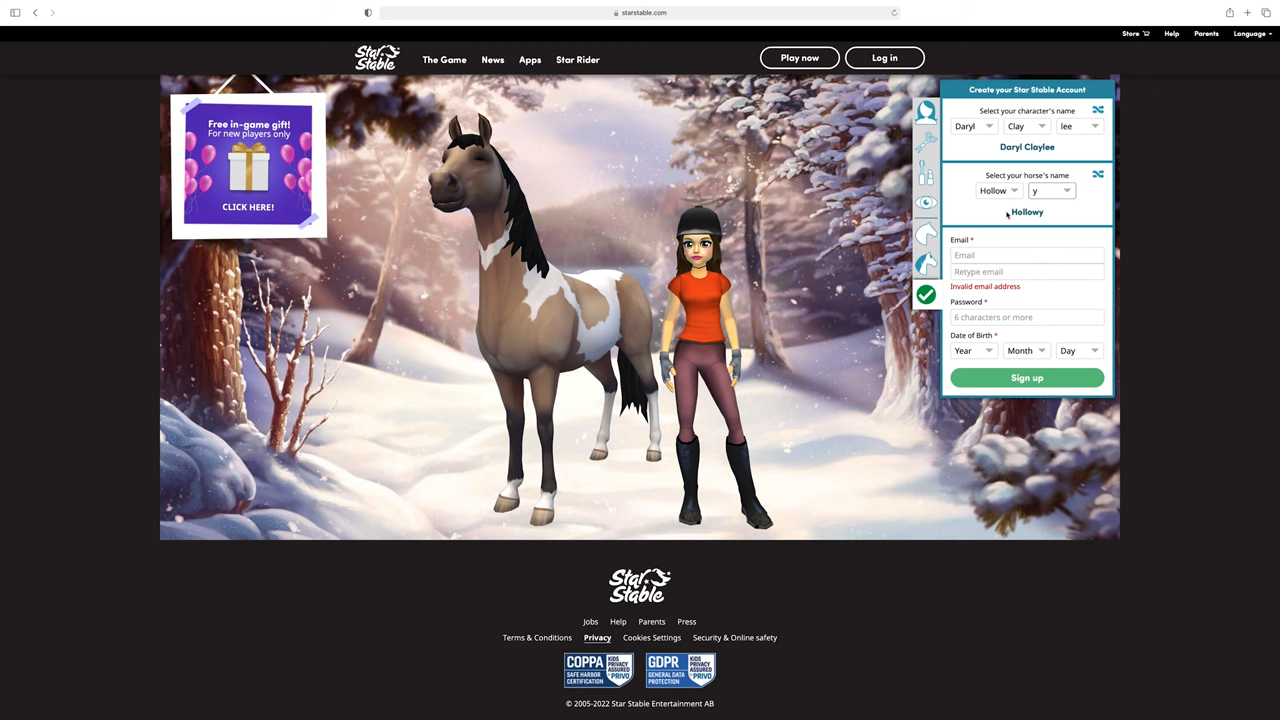 starstable.com
Store Help Parents Language
Star Stable
The Game News Apps Star Rider Play now Log in
Free in-game gift!
For new players only
CLICK HERE!
Create your Star Stable Account
Select your character's name
Daryl Clay lee
Daryl Claylee
Select your horse's name
Hollow y
Hollowy
Email *
Email
Retype email
Invalid email address
Password *
6 characters or more
Date of Birth *
Year Month Day
Sign up
Star Stable
Jobs Help Parents Press
Terms & Conditions Privacy Cookies Settings Security & Online safety
COPPA
SAFE HARBOR
CERTIFICATION
KIDS
PRIVACY
ASSURED
BY PRIVO
GDPR
GENERAL DATA
PROTECTION
KIDS
PRIVACY
ASSURED
BY PRIVO
© 2005-2022 Star Stable Entertainment AB